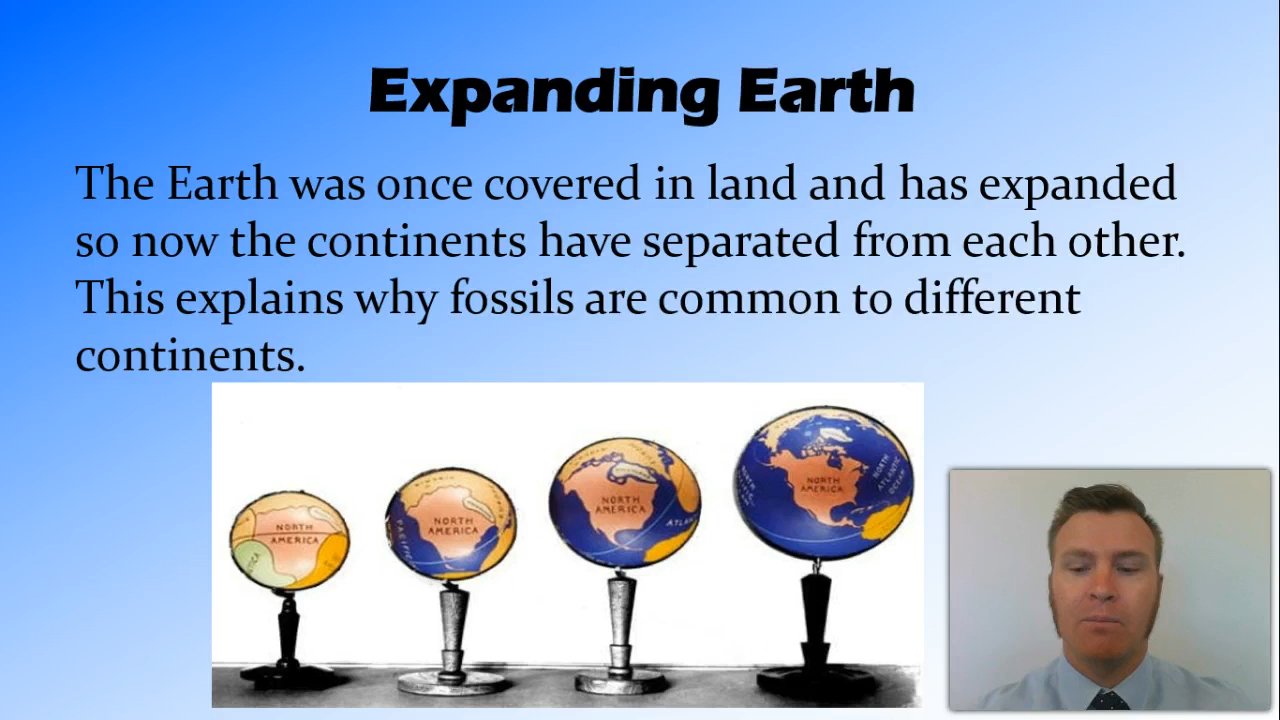 Expanding Earth
The Earth was once covered in land and has expanded
so now the continents have separated from each other.
This explains why fossils are common to different
continents.
NORTH
AMERICA
PACIFIC
NORTH
AMERICA
NORTH
AMERICA
NORTH
AMERICA
NORTH
ATLANTIC
OCEAN